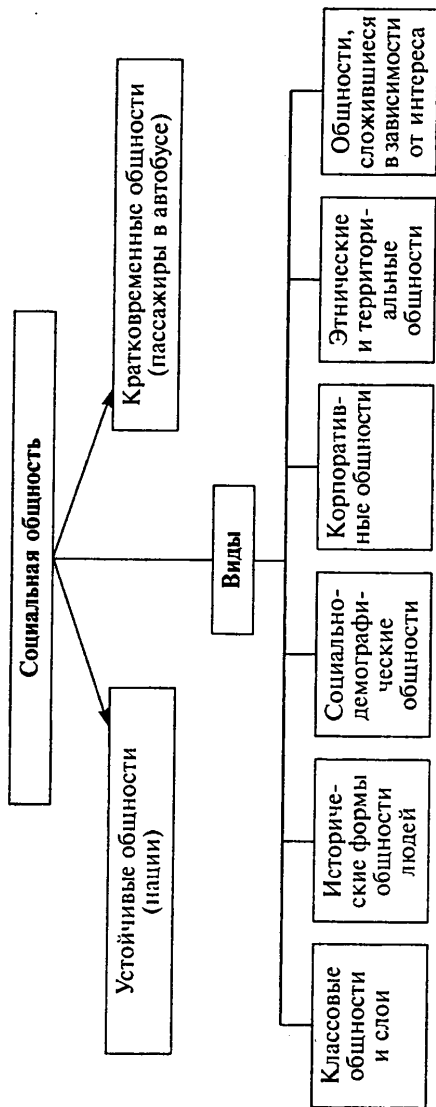 Социальная общность
Устойчивые общности
(нации)
Кратковременные общности
(пассажиры в автобусе)
Виды
Классовые
общности
и слои
Историче-
ские формы
общности
людей
Социально-
демографи-
ческие
общности
Корпоратив-
ные общности
Этнические
и территори-
альные
общности
Общности,
сложившиеся
в зависимости
от интереса